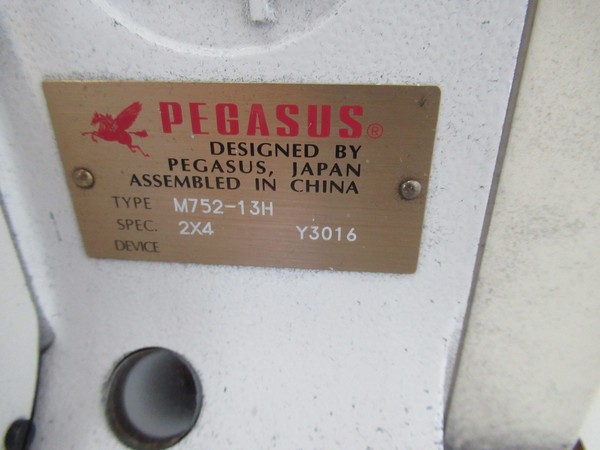 PEGASUS®
DESIGNED BY
PEGASUS, JAPAN
ASSEMBLED IN CHINA
TYPE M752-13H
SPEC. 2X4 Y3016
DEVICE